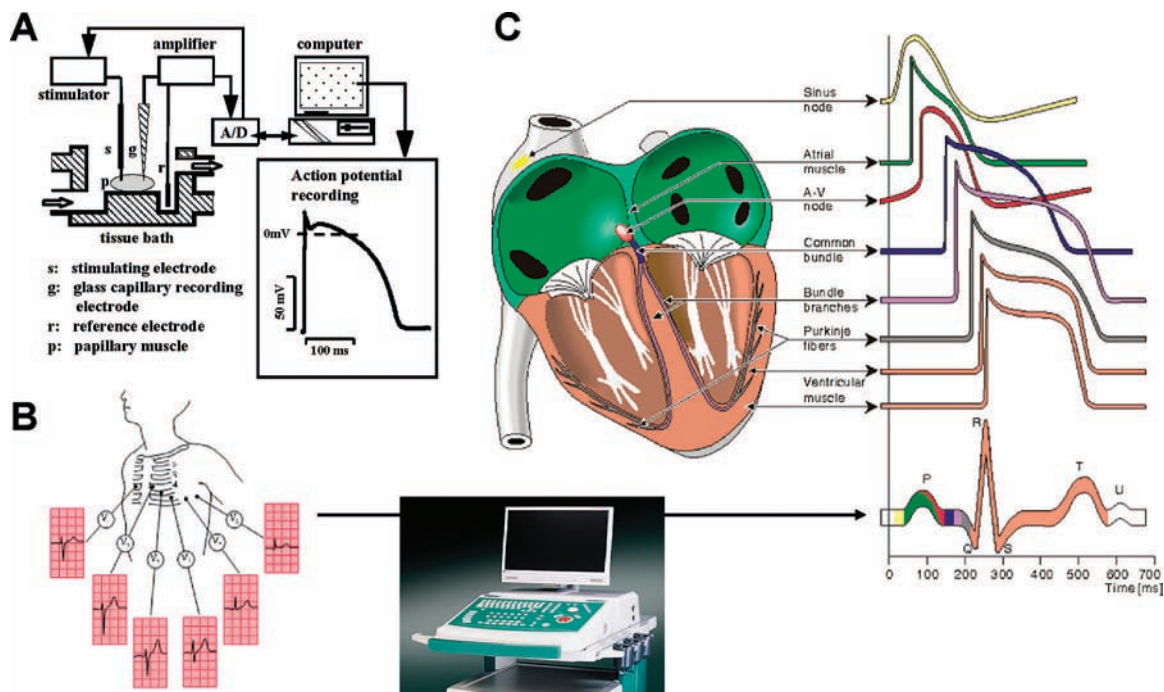 A
stimulator
amplifier
computer
A/D
s
g
r
p
tissue bath
s: stimulating electrode
g: glass capillary recording
electrode
r: reference electrode
p: papillary muscle
Action potential
recording
0mV
50 mV
100 ms
B
C
Sinus
node
Atrial
muscle
A-V
node
Common
bundle
Bundle
branches
Purkinje
fibers
Ventricular
muscle
P
Q
R
S
T
U
0 100 200 300 400 500 600 700
Time [ms]